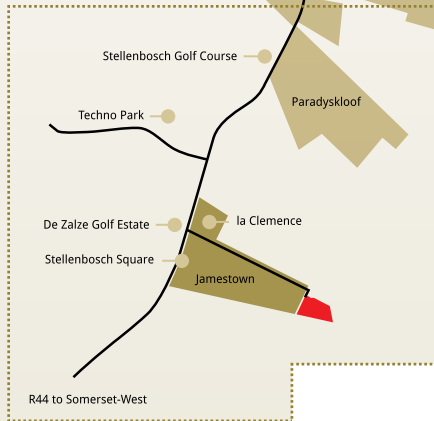 Stellenbosch Golf Course
Paradyskloof
Techno Park
la Clemence
De Zalze Golf Estate
Stellenbosch Square
Jamestown
R44 to Somerset-West